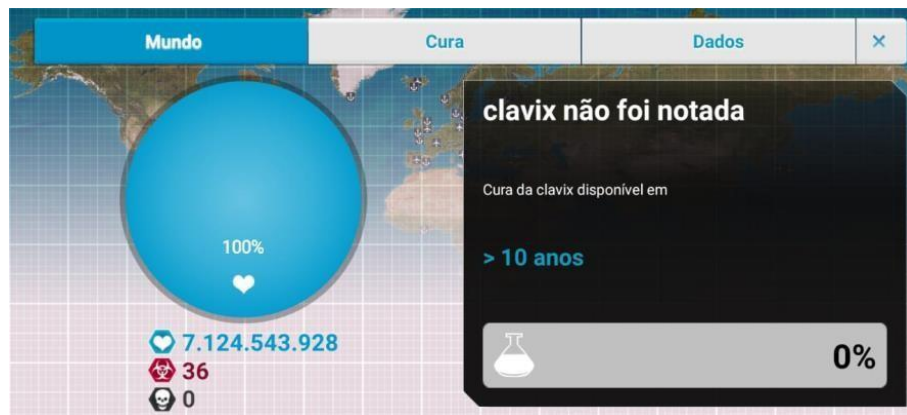 Mundo
Cura
Dados
×
clavix não foi notada
Cura da clavix disponível em
100%
> 10 anos
7.124.543.928
36
0
0%